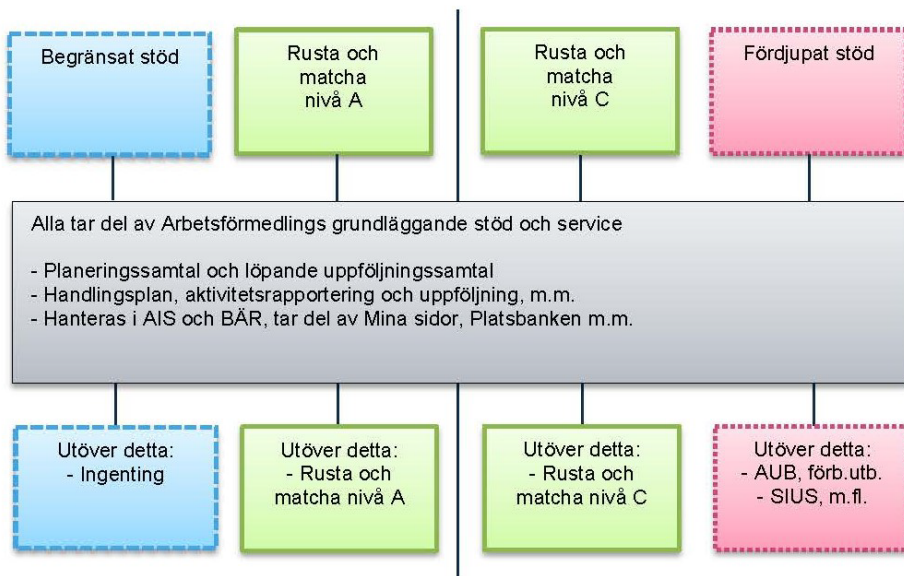 Begränsat stöd
Rusta och
matcha
nivå A
Rusta och
matcha
nivå C
Fördjupat stöd
Alla tar del av Arbetsförmedlings grundläggande stöd och service
- Planeringssamtal och löpande uppföljningssamtal
- Handlingsplan, aktivitetsrapportering och uppföljning, m.m.
- Hanteras i AIS och BÄR, tar del av Mina sidor, Platsbanken m.m.
Utöver detta:
- Ingenting
Utöver detta:
- Rusta och
matcha nivå A
Utöver detta:
- Rusta och
matcha nivå C
Utöver detta:
- AUB, förb.utb.
- SIUS, m.fl.